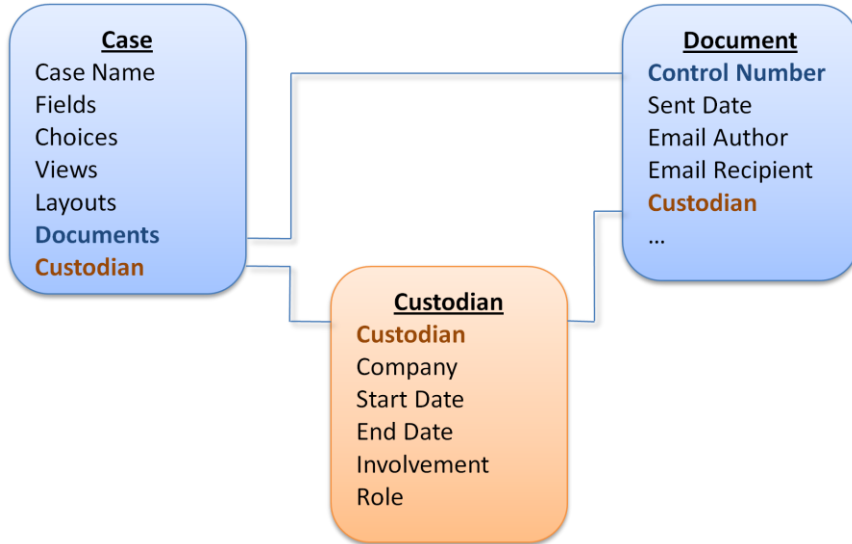 Case
Case Name
Fields
Choices
Views
Layouts
Documents
Custodian
Document
Control Number
Sent Date
Email Author
Email Recipient
Custodian
...
Custodian
Custodian
Company
Start Date
End Date
Involvement
Role